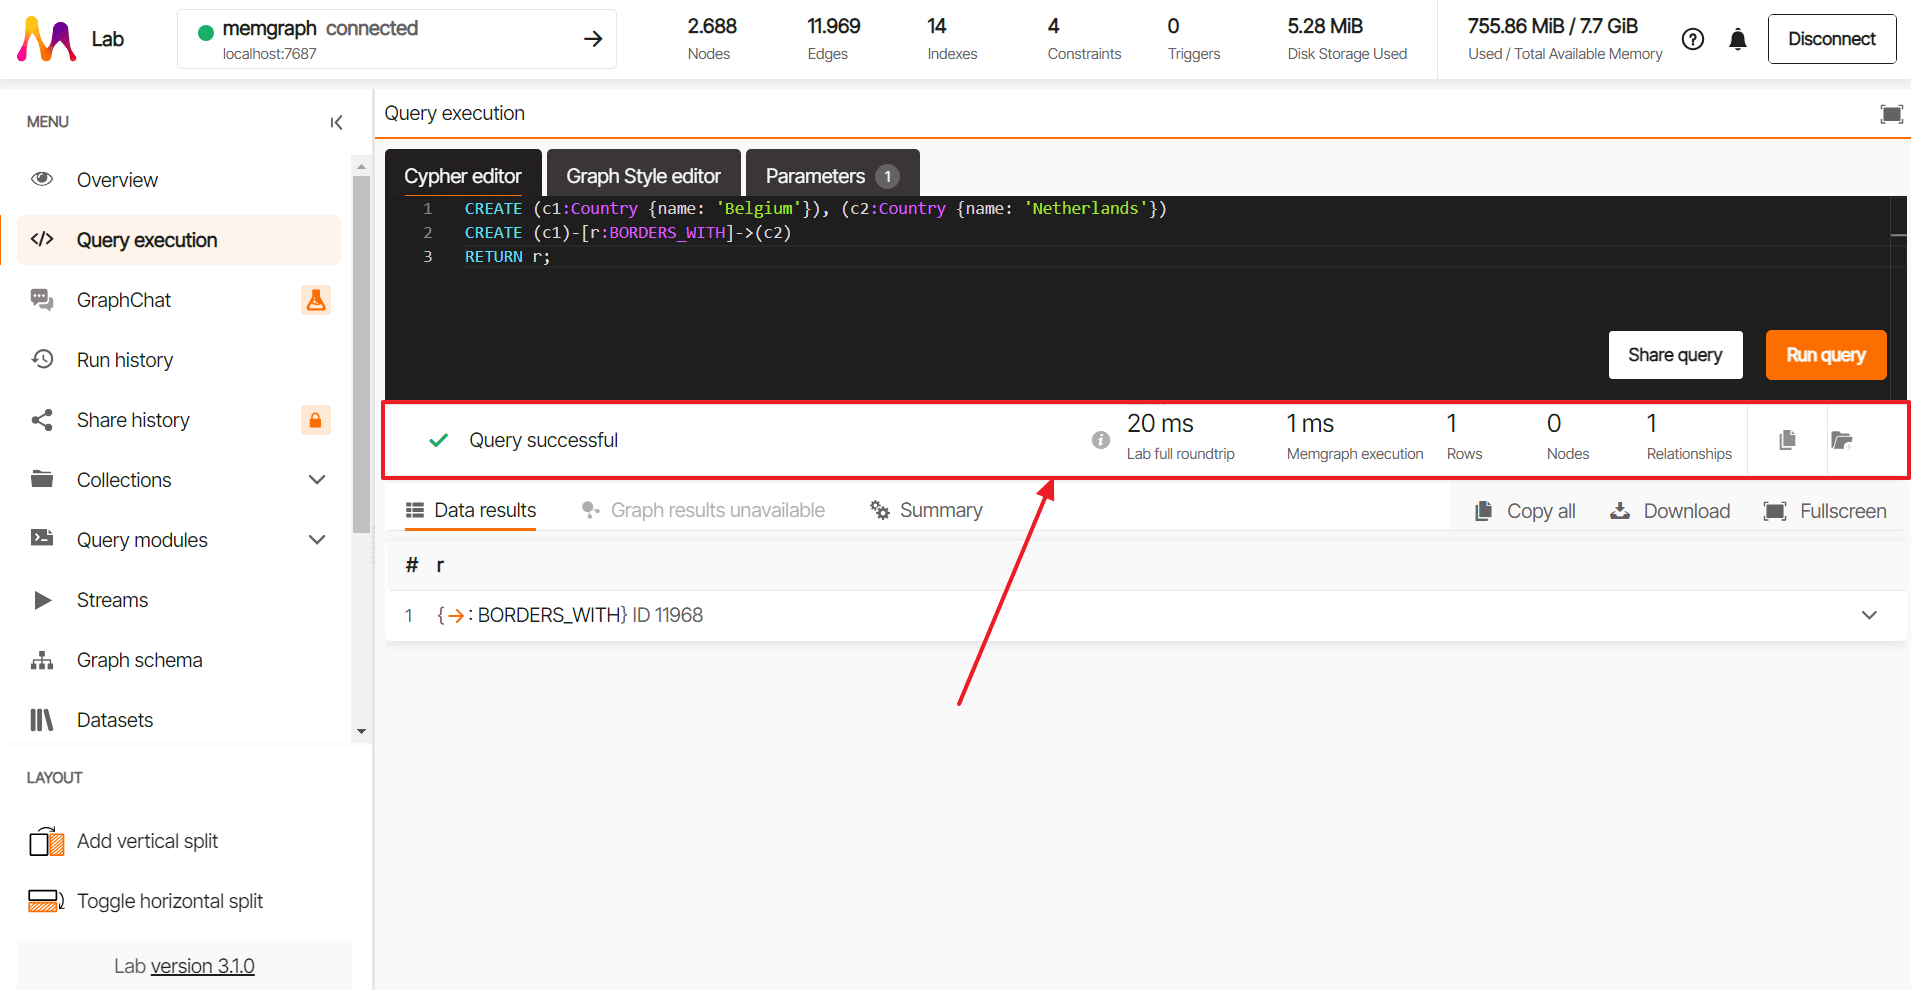 Lab
memgraph connected
localhost:7687
2.688
Nodes
11.969
Edges
14
Indexes
4
Constraints
0
Triggers
5.28 MiB
Disk Storage Used
755.86 MiB / 7.7 GiB
Used / Total Available Memory
Disconnect
MENU
Overview
Query execution
GraphChat
Run history
Share history
Collections
Query modules
Streams
Graph schema
Datasets
LAYOUT
Add vertical split
Toggle horizontal split
Lab version 3.1.0
Query execution
Cypher editor
Graph Style editor
Parameters 1
1 CREATE (c1:Country {name: 'Belgium'}), (c2:Country {name: 'Netherlands'})
2 CREATE (c1)-[r:BORDERS_WITH]->(c2)
3 RETURN r;
Share query
Run query
Query successful
20 ms
Lab full roundtrip
1 ms
Memgraph execution
1
Rows
0
Nodes
1
Relationships
Data results
Graph results unavailable
Summary
Copy all
Download
Fullscreen
# r
1 {→: BORDERS_WITH} ID 11968